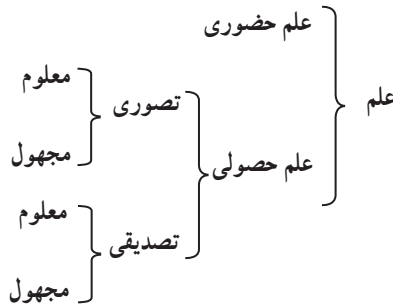 علم
علم حضوری
علم حصولی
تصوری
معلوم
مجهول
تصدیقی
معلوم
مجهول